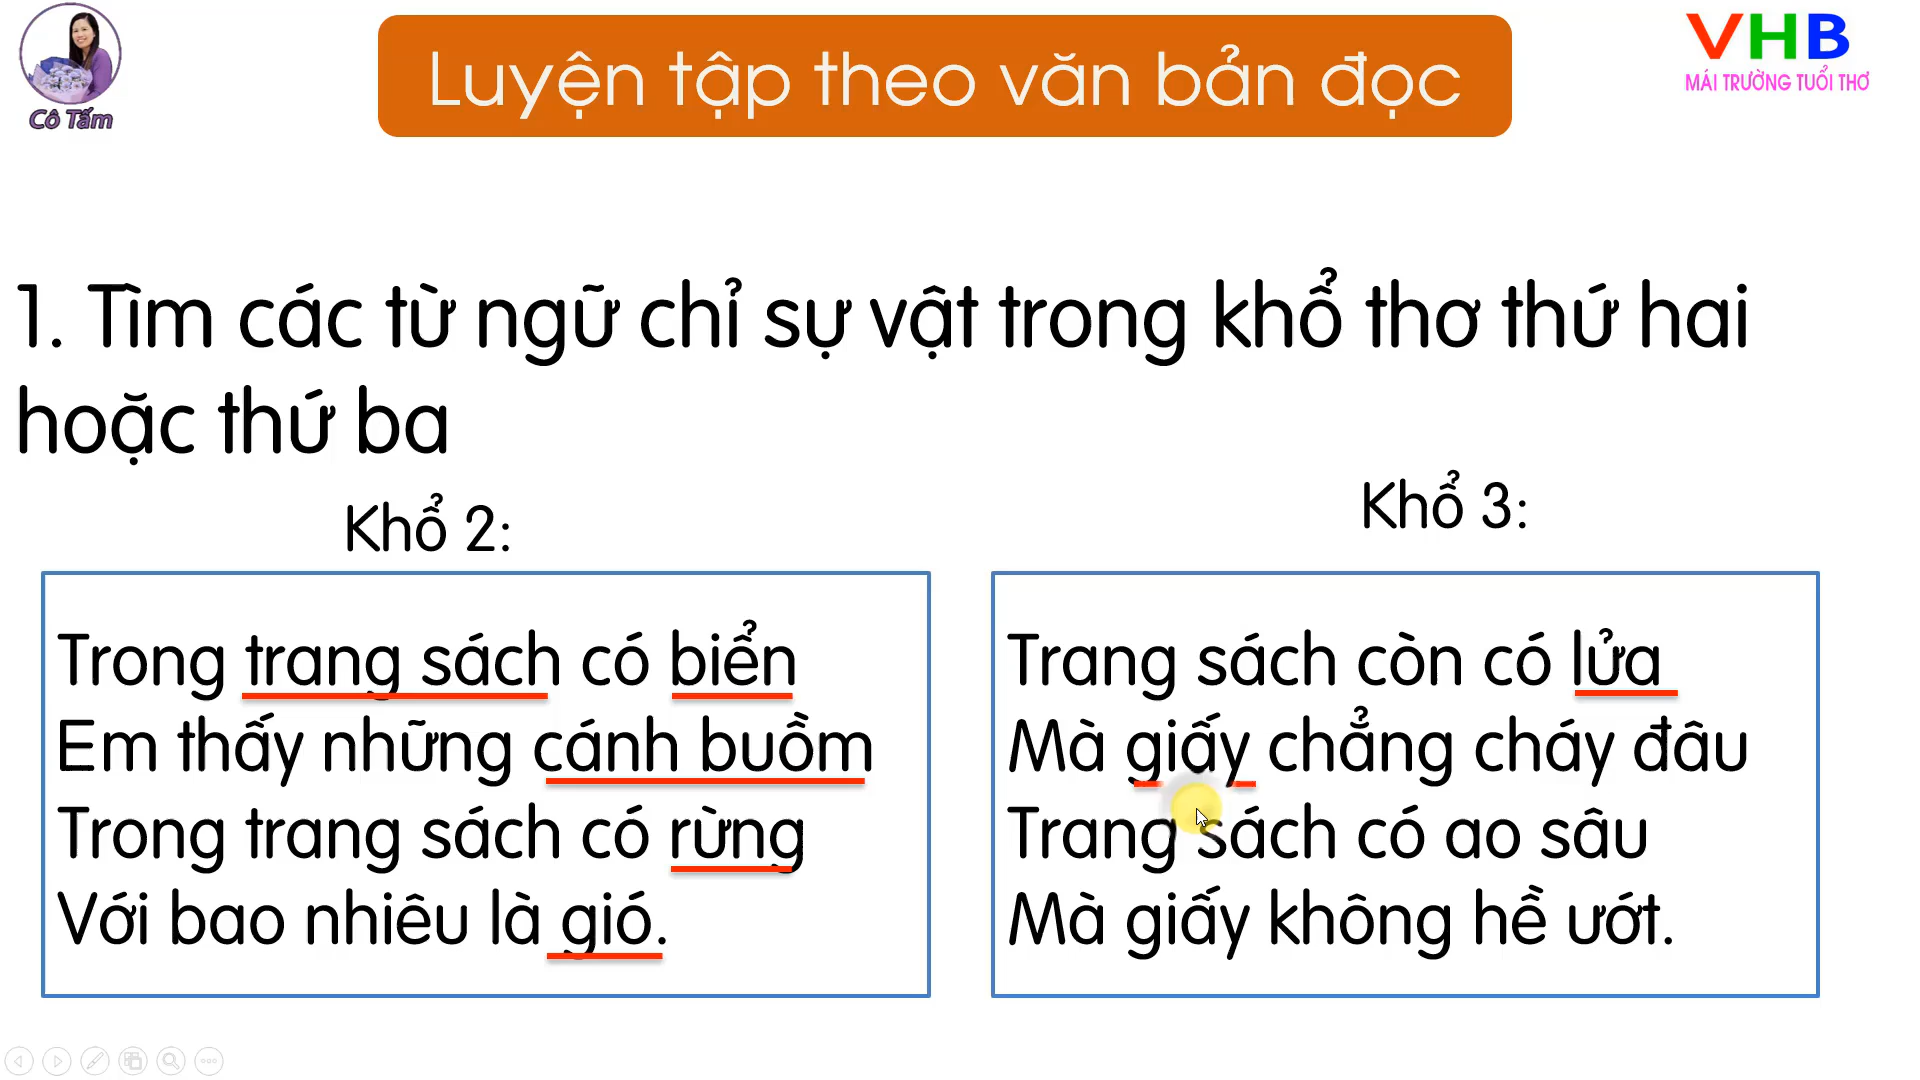 Cô Tấm
Luyện tập theo văn bản đọc
VHB
MÁI TRƯỜNG TUỔI THƠ
1. Tìm các từ ngữ chỉ sự vật trong khổ thơ thứ hai
hoặc thứ ba
Khổ 2:
Trong trang sách có biển
Em thấy những cánh buồm
Trong trang sách có rừng
Với bao nhiêu là gió.
Khổ 3:
Trang sách còn có lửa
Mà giấy chẳng cháy đâu
Trang sách có ao sâu
Mà giấy không hề ướt.